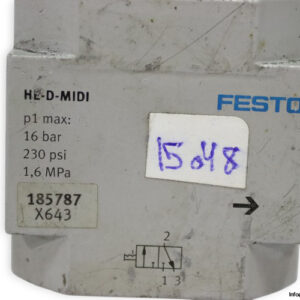 HE-D-MIDI
FESTO
p1 max:
16 bar
230 psi
1,6 MPa
15048
185787
X643
2
1 3